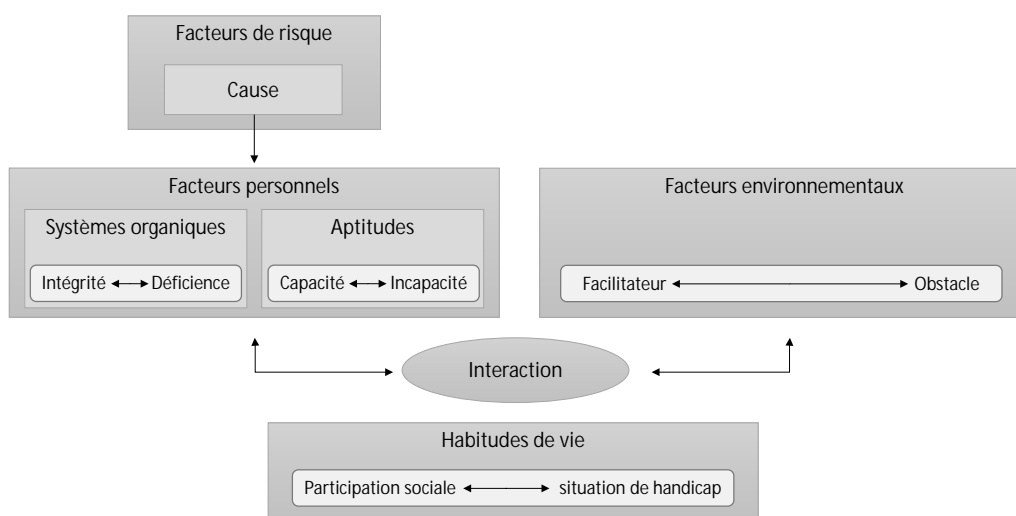 Facteurs de risque
Cause
Facteurs personnels
Systèmes organiques
Intégrité Déficience
Aptitudes
Capacité Incapacité
Facteurs environnementaux
Facilitateur Obstacle
Interaction
Habitudes de vie
Participation sociale situation de handicap